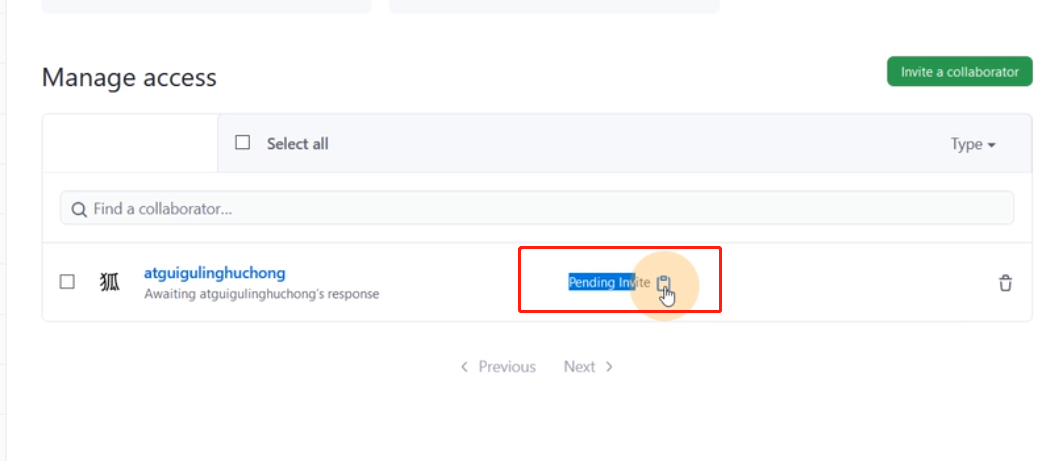 Manage access
Invite a collaborator
Select all
Type
Find a collaborator...
狐
atguigulinghuchong
Awaiting atguigulinghuchong's response
Pending Invite
Previous
Next